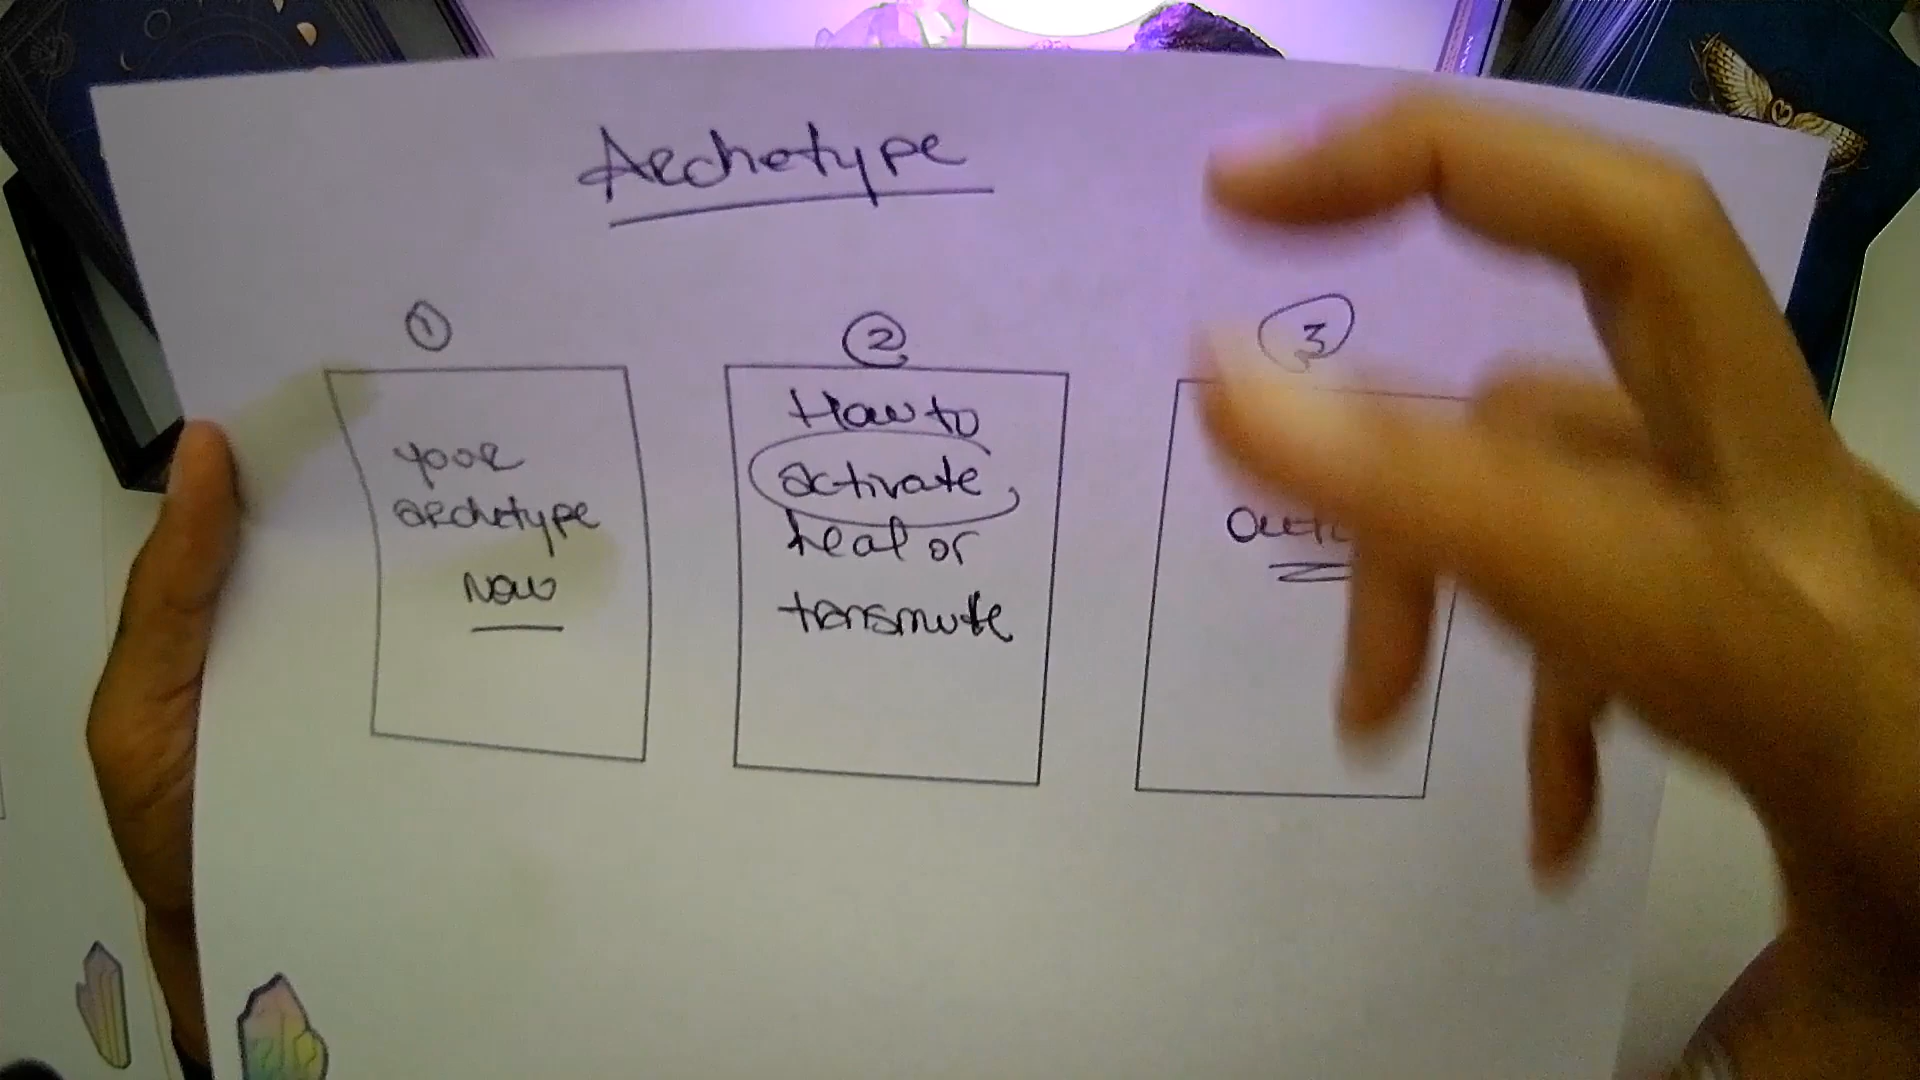 Archetype
1
your
archetype
Now
2
How to
activate,
heal or
transmute
3